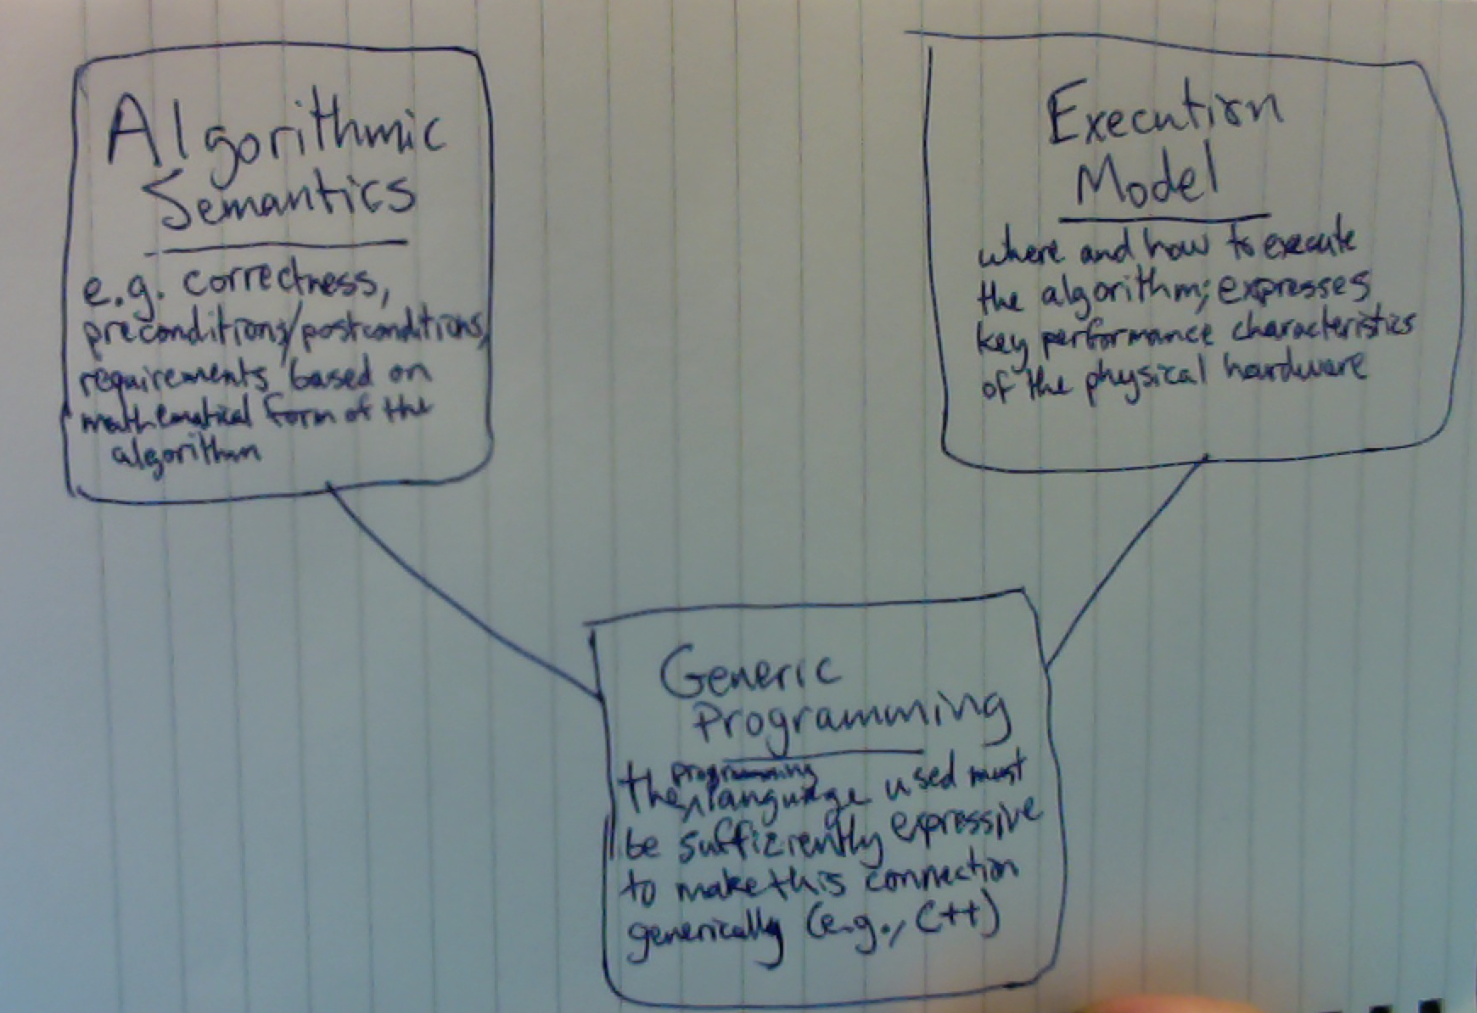 Algorithmic
Semantics
e.g. correctness,
preconditions/postconditions,
requirements based on
mathematical form of the
algorithm
Execution
Model
where and how to execute
the algorithm; expresses
key performance characteristics
of the physical hardware
Generic
Programming
the programming language used must
be sufficiently expressive
to make this connection
generically (e.g., C++)